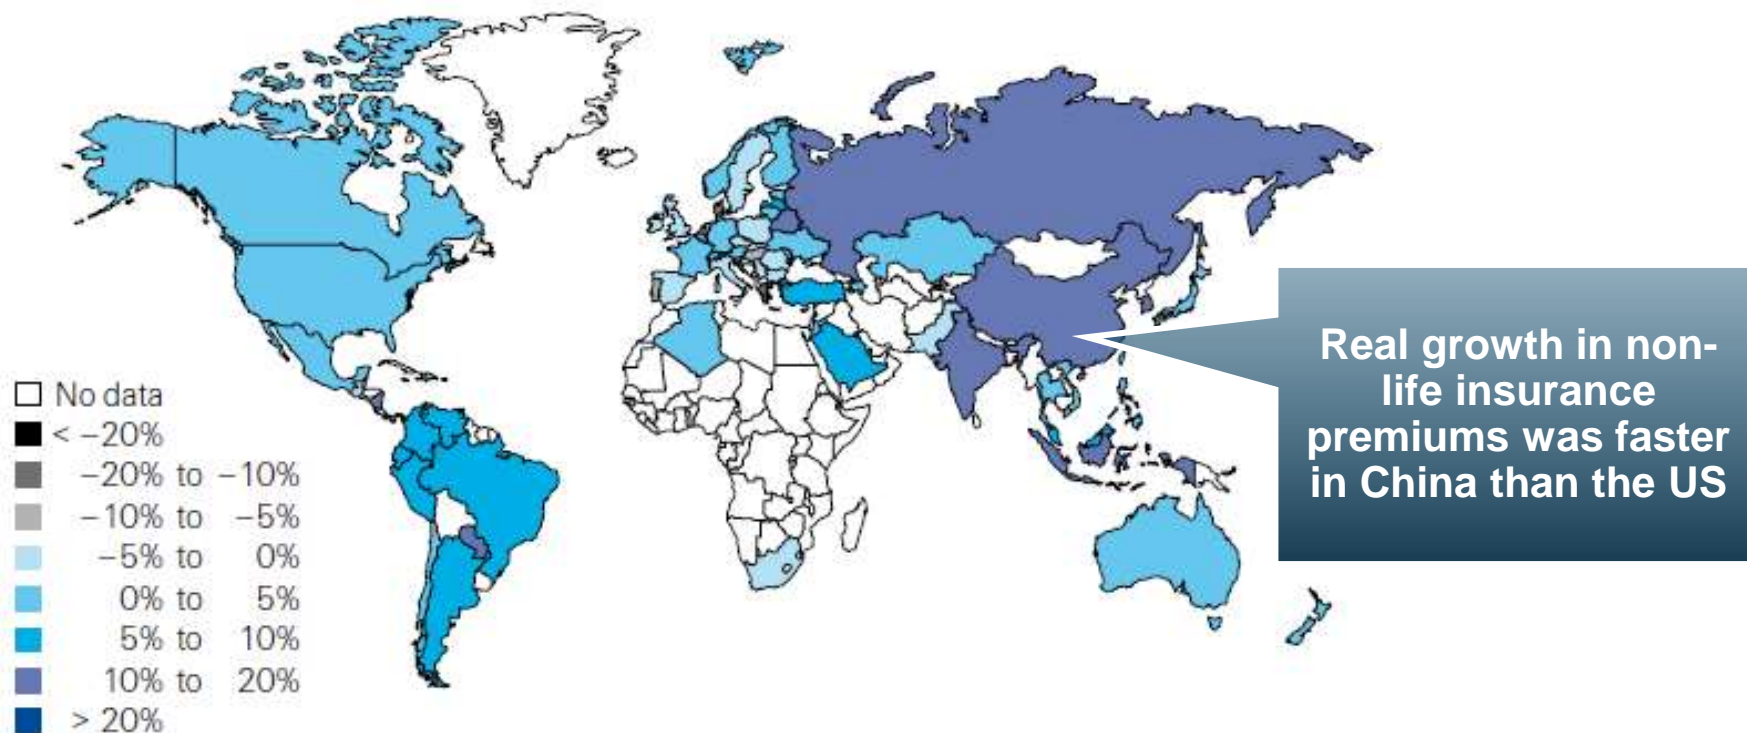 No data
< –20%
–20% to –10%
–10% to –5%
–5% to 0%
0% to 5%
5% to 10%
10% to 20%
> 20%
Real growth in non-
life insurance
premiums was faster
in China than the US